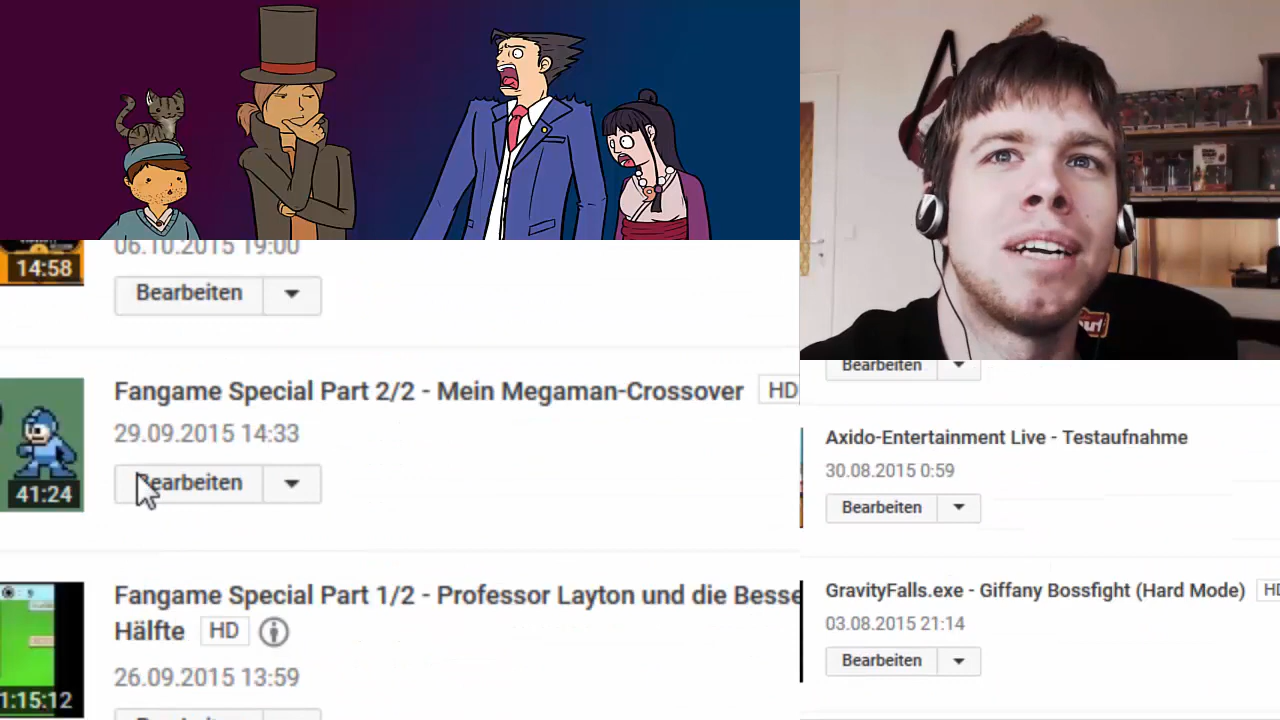 06.10.2015 19:00
14:58
Bearbeiten
Fangame Special Part 2/2 - Mein Megaman-Crossover HD
29.09.2015 14:33
41:24
Bearbeiten
Fangame Special Part 1/2 - Professor Layton und die Besse
Hälfte HD
26.09.2015 13:59
1:15:12
Bearbeiten
Axido-Entertainment Live - Testaufnahme
30.08.2015 0:59
Bearbeiten
GravityFalls.exe - Giffany Bossfight (Hard Mode) HD
03.08.2015 21:14
Bearbeiten